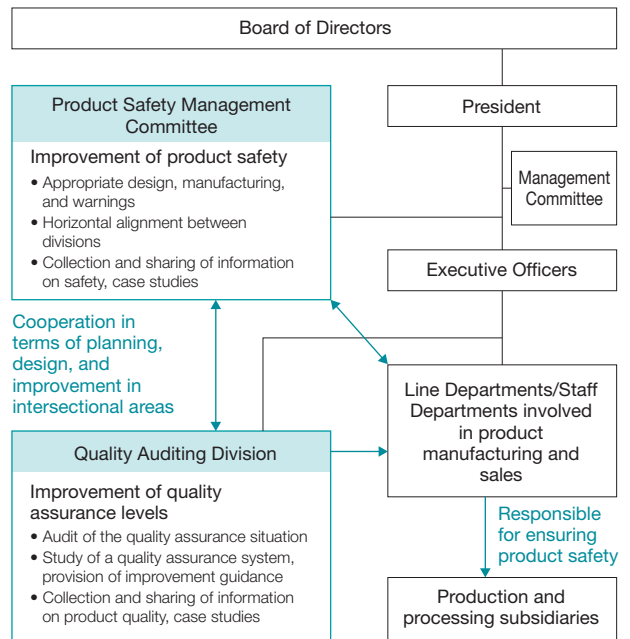 Board of Directors
Product Safety Management
Committee
Improvement of product safety
• Appropriate design, manufacturing,
and warnings
• Horizontal alignment between
divisions
• Collection and sharing of information
on safety, case studies
President
Management
Committee
Executive Officers
Cooperation in
terms of planning,
design, and
improvement in
intersectional areas
Line Departments/Staff
Departments involved
in product
manufacturing and
sales
Quality Auditing Division
Improvement of quality
assurance levels
• Audit of the quality assurance situation
• Study of a quality assurance system,
provision of improvement guidance
• Collection and sharing of information
on product quality, case studies
Responsible
for ensuring
product safety
Production and
processing subsidiaries